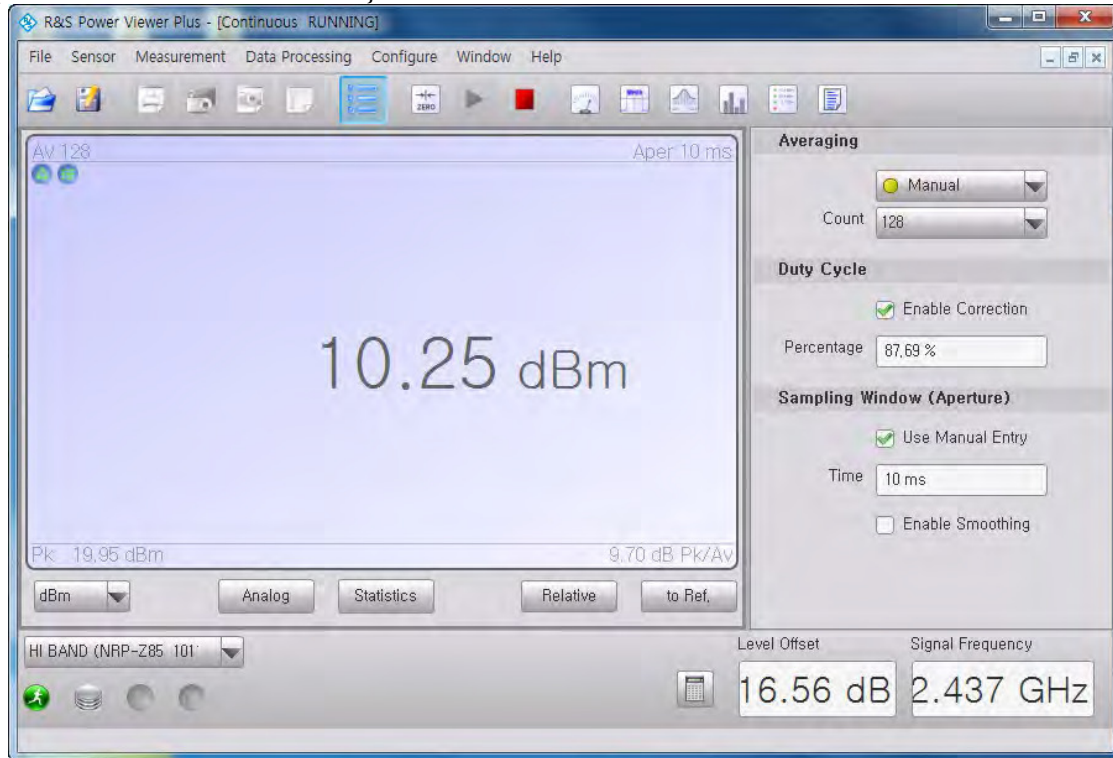 R&S Power Viewer Plus - [Continuous RUNNING]
File Sensor Measurement Data Processing Configure Window Help
ZERO
Av 128 Aper 10 ms
10.25 dBm
Pk 19.95 dBm 9.70 dB Pk/Av
dBm Analog Statistics Relative to Ref.
Averaging
Manual
Count 128
Duty Cycle
Enable Correction
Percentage 87.69 %
Sampling Window (Aperture)
Use Manual Entry
Time 10 ms
Enable Smoothing
HI BAND (NRP-Z85 101
Level Offset Signal Frequency
16.56 dB 2.437 GHz